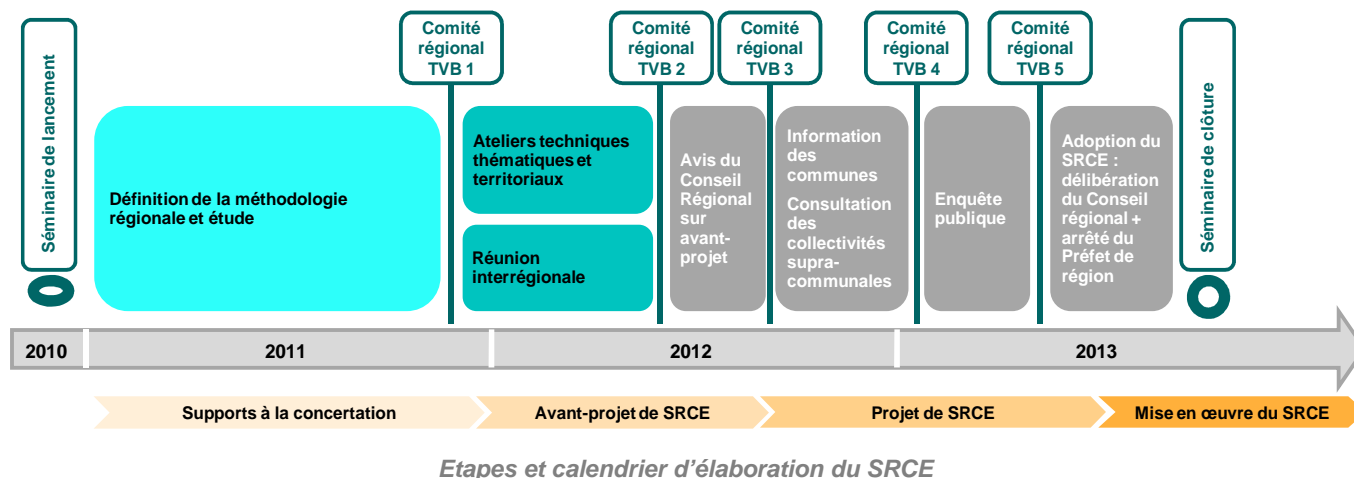 Séminaire de lancement
Comité
régional
TVB 1
Comité
régional
TVB 2
Comité
régional
TVB 3
Comité
régional
TVB 4
Comité
régional
TVB 5
Séminaire de clôture
Définition de la méthodologie
régionale et étude
Ateliers techniques
thématiques et
territoriaux
Réunion
interrégionale
Avis du
Conseil
Régional
sur
avant-
projet
Information
des
communes
Consultation
des
collectivités
supra-
communales
Enquête
publique
Adoption du
SRCE :
délibération
du Conseil
régional +
arrêté du
Préfet de
région
2010
2011
2012
2013
Supports à la concertation
Avant-projet de SRCE
Projet de SRCE
Mise en œuvre du SRCE
Etapes et calendrier d'élaboration du SRCE